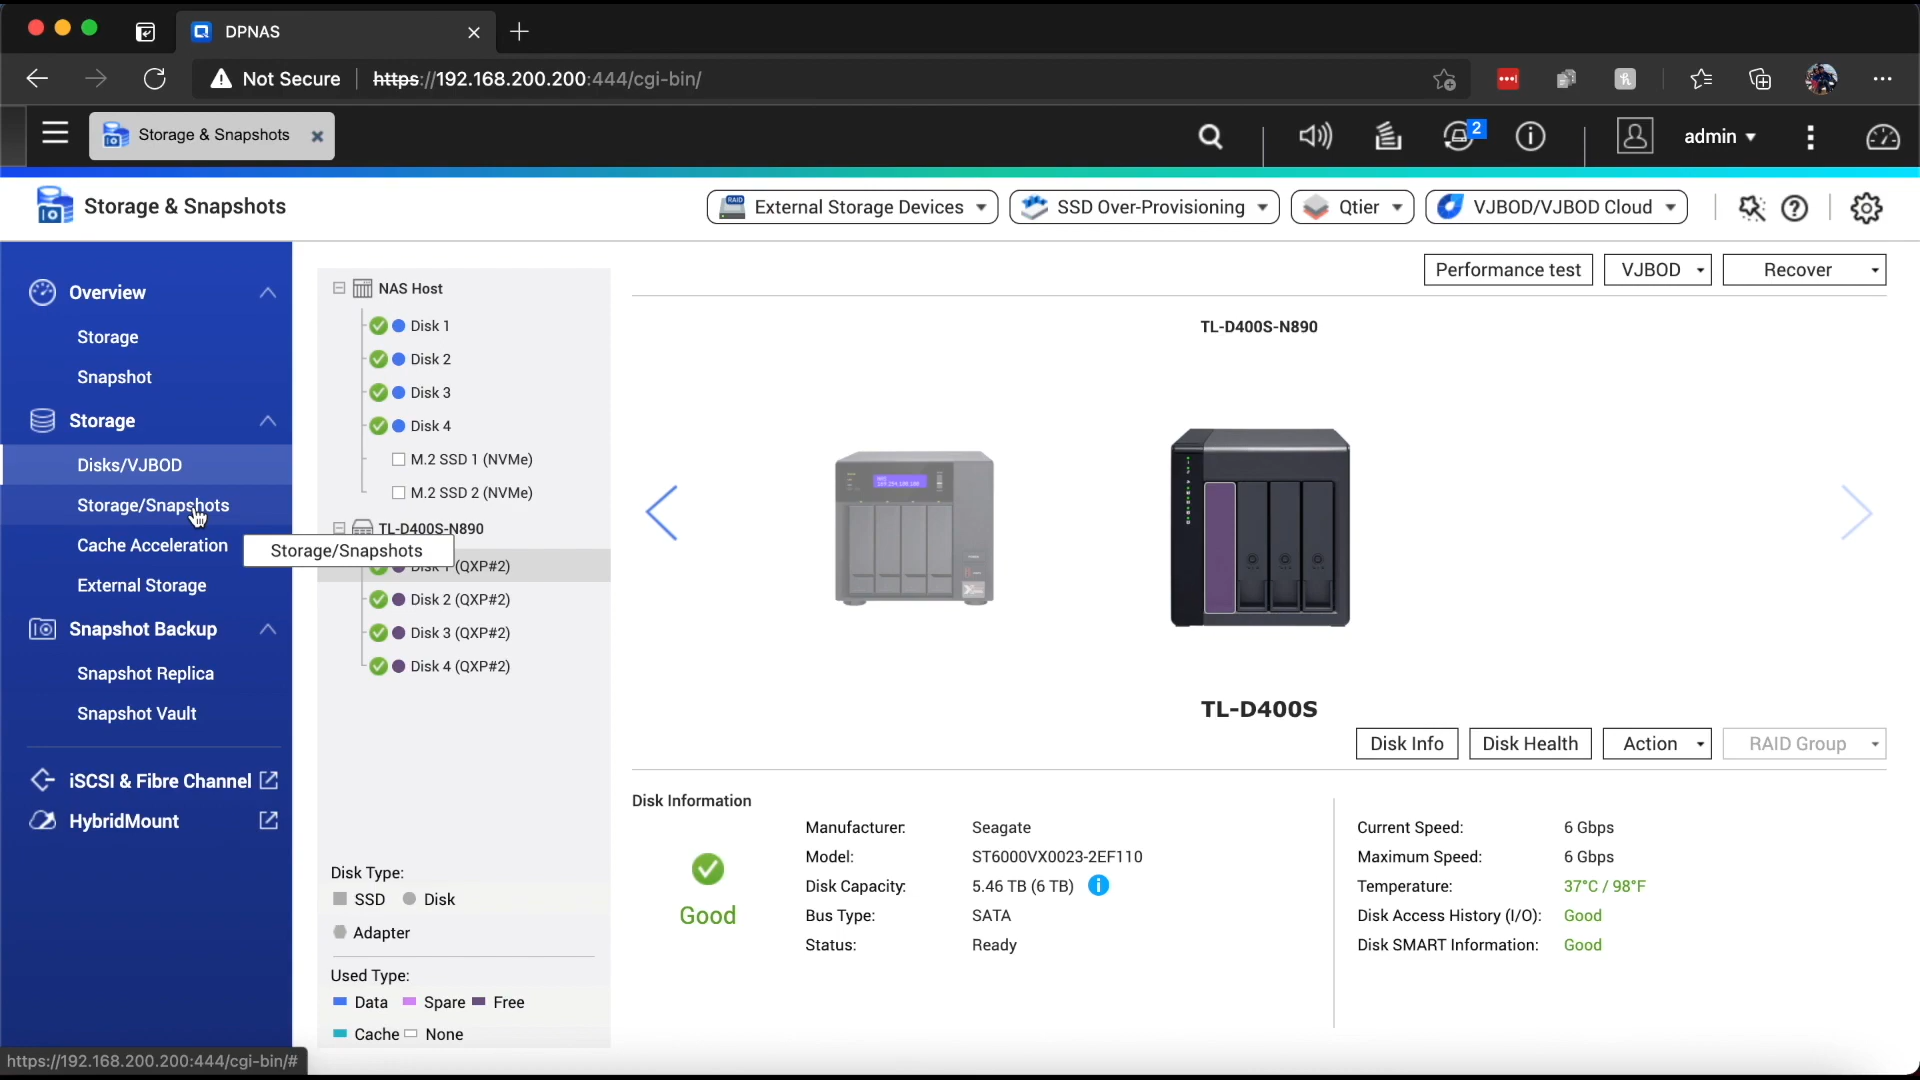 DPNAS
Not Secure
https://192.168.200.200:444/cgi-bin/
Storage & Snapshots
2
admin
Storage & Snapshots
External Storage Devices
SSD Over-Provisioning
Qtier
VJBOD/VJBOD Cloud
Overview
Storage
Snapshot
Storage
Disks/VJBOD
Storage/Snapshots
Cache Acceleration
External Storage
Snapshot Backup
Snapshot Replica
Snapshot Vault
iSCSI & Fibre Channel
HybridMount
Storage/Snapshots
NAS Host
Disk 1
Disk 2
Disk 3
Disk 4
M.2 SSD 1 (NVMe)
M.2 SSD 2 (NVMe)
TL-D400S-N890
Disk 1 (QXP#2)
Disk 2 (QXP#2)
Disk 3 (QXP#2)
Disk 4 (QXP#2)
Disk Type:
SSD
Disk
Adapter
Used Type:
Data
Spare
Free
Cache
None
Performance test
VJBOD
Recover
TL-D400S-N890
TL-D400S
Disk Info
Disk Health
Action
RAID Group
Disk Information
Good
Manufacturer: Seagate
Model: ST6000VX0023-2EF110
Disk Capacity: 5.46 TB (6 TB)
Bus Type: SATA
Status: Ready
Current Speed: 6 Gbps
Maximum Speed: 6 Gbps
Temperature: 37°C / 98°F
Disk Access History (I/O): Good
Disk SMART Information: Good
https://192.168.200.200:444/cgi-bin/#